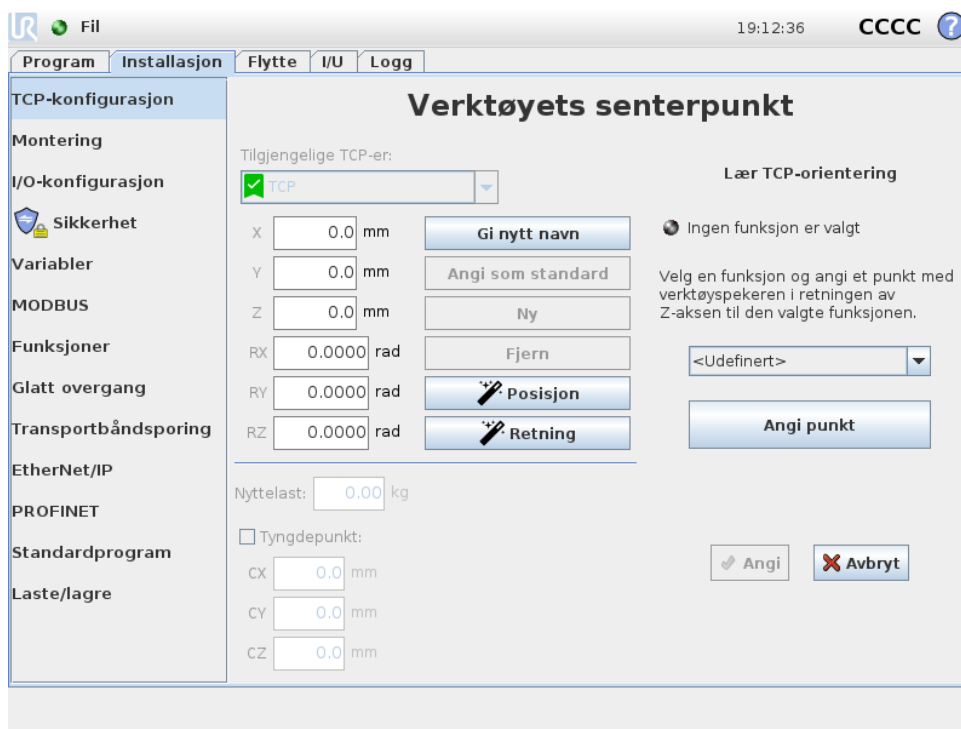 UR Fil 19:12:36 CCCC ?
Program Installasjon Flytte I/U Logg
TCP-konfigurasjon
Montering
I/O-konfigurasjon
Sikkerhet
Variabler
MODBUS
Funksjoner
Glatt overgang
Transportbåndsporing
EtherNet/IP
PROFINET
Standardprogram
Laste/lagre
Verktøyets senterpunkt
Tilgjengelige TCP-er:
TCP
X 0.0 mm Gi nytt navn
Y 0.0 mm Angi som standard
Z 0.0 mm Ny
RX 0.0000 rad Fjern
RY 0.0000 rad Posisjon
RZ 0.0000 rad Retning
Nyttelast: 0.00 kg
Tyngdepunkt:
CX 0.0 mm
CY 0.0 mm
CZ 0.0 mm
Lær TCP-orientering
Ingen funksjon er valgt
Velg en funksjon og angi et punkt med
verktøyspekeren i retningen av
Z-aksen til den valgte funksjonen.
<Udefinert>
Angi punkt
Angi Avbryt